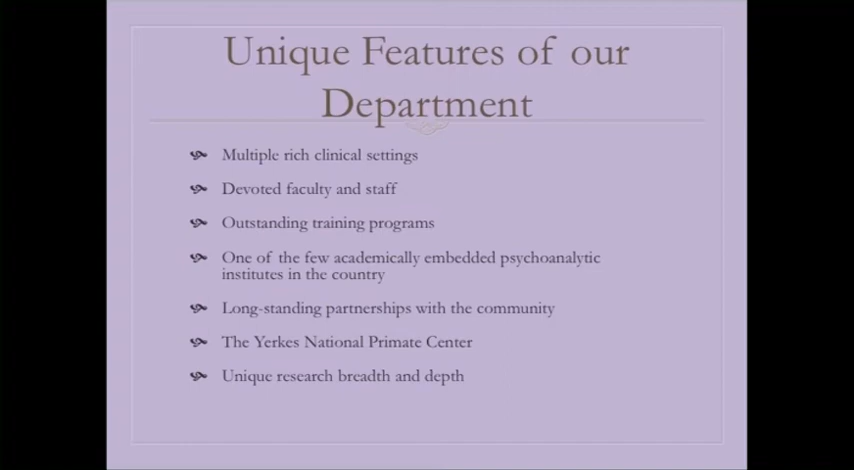 Unique Features of our
Department
Multiple rich clinical settings
Devoted faculty and staff
Outstanding training programs
One of the few academically embedded psychoanalytic
institutes in the country
Long-standing partnerships with the community
The Yerkes National Primate Center
Unique research breadth and depth